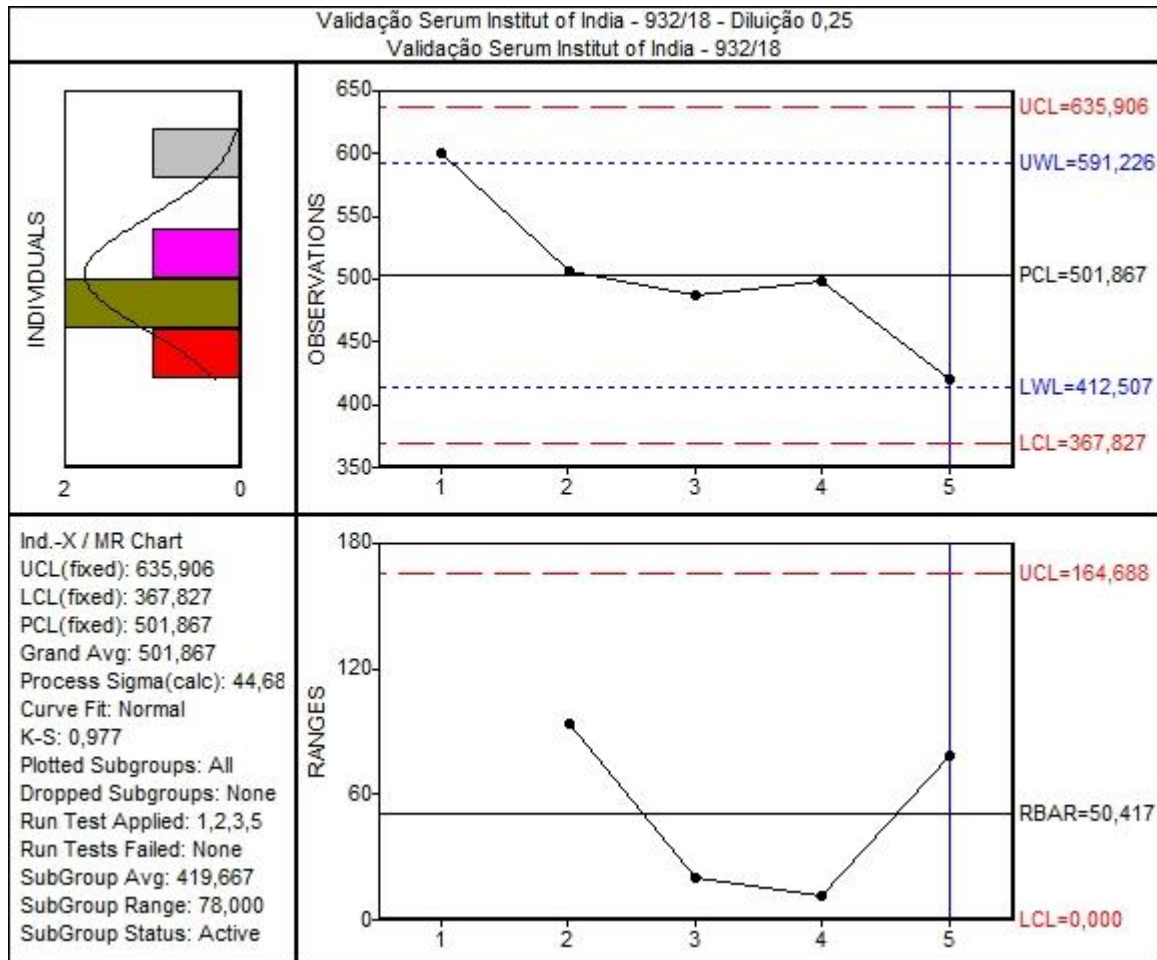 Validação Serum Institut of India - 932/18 - Diluição 0,25
Validação Serum Institut of India - 932/18
INDIVIDUALS
2
0
OBSERVATIONS
650
600
550
500
450
400
350
1
2
3
4
5
UCL=635,906
UWL=591,226
PCL=501,867
LWL=412,507
LCL=367,827
Ind.-X / MR Chart
UCL(fixed): 635,906
LCL(fixed): 367,827
PCL(fixed): 501,867
Grand Avg: 501,867
Process Sigma(calc): 44,68
Curve Fit: Normal
K-S: 0,977
Plotted Subgroups: All
Dropped Subgroups: None
Run Test Applied: 1,2,3,5
Run Tests Failed: None
SubGroup Avg: 419,667
SubGroup Range: 78,000
SubGroup Status: Active
RANGES
180
120
60
0
1
2
3
4
5
UCL=164,688
RBAR=50,417
LCL=0,000